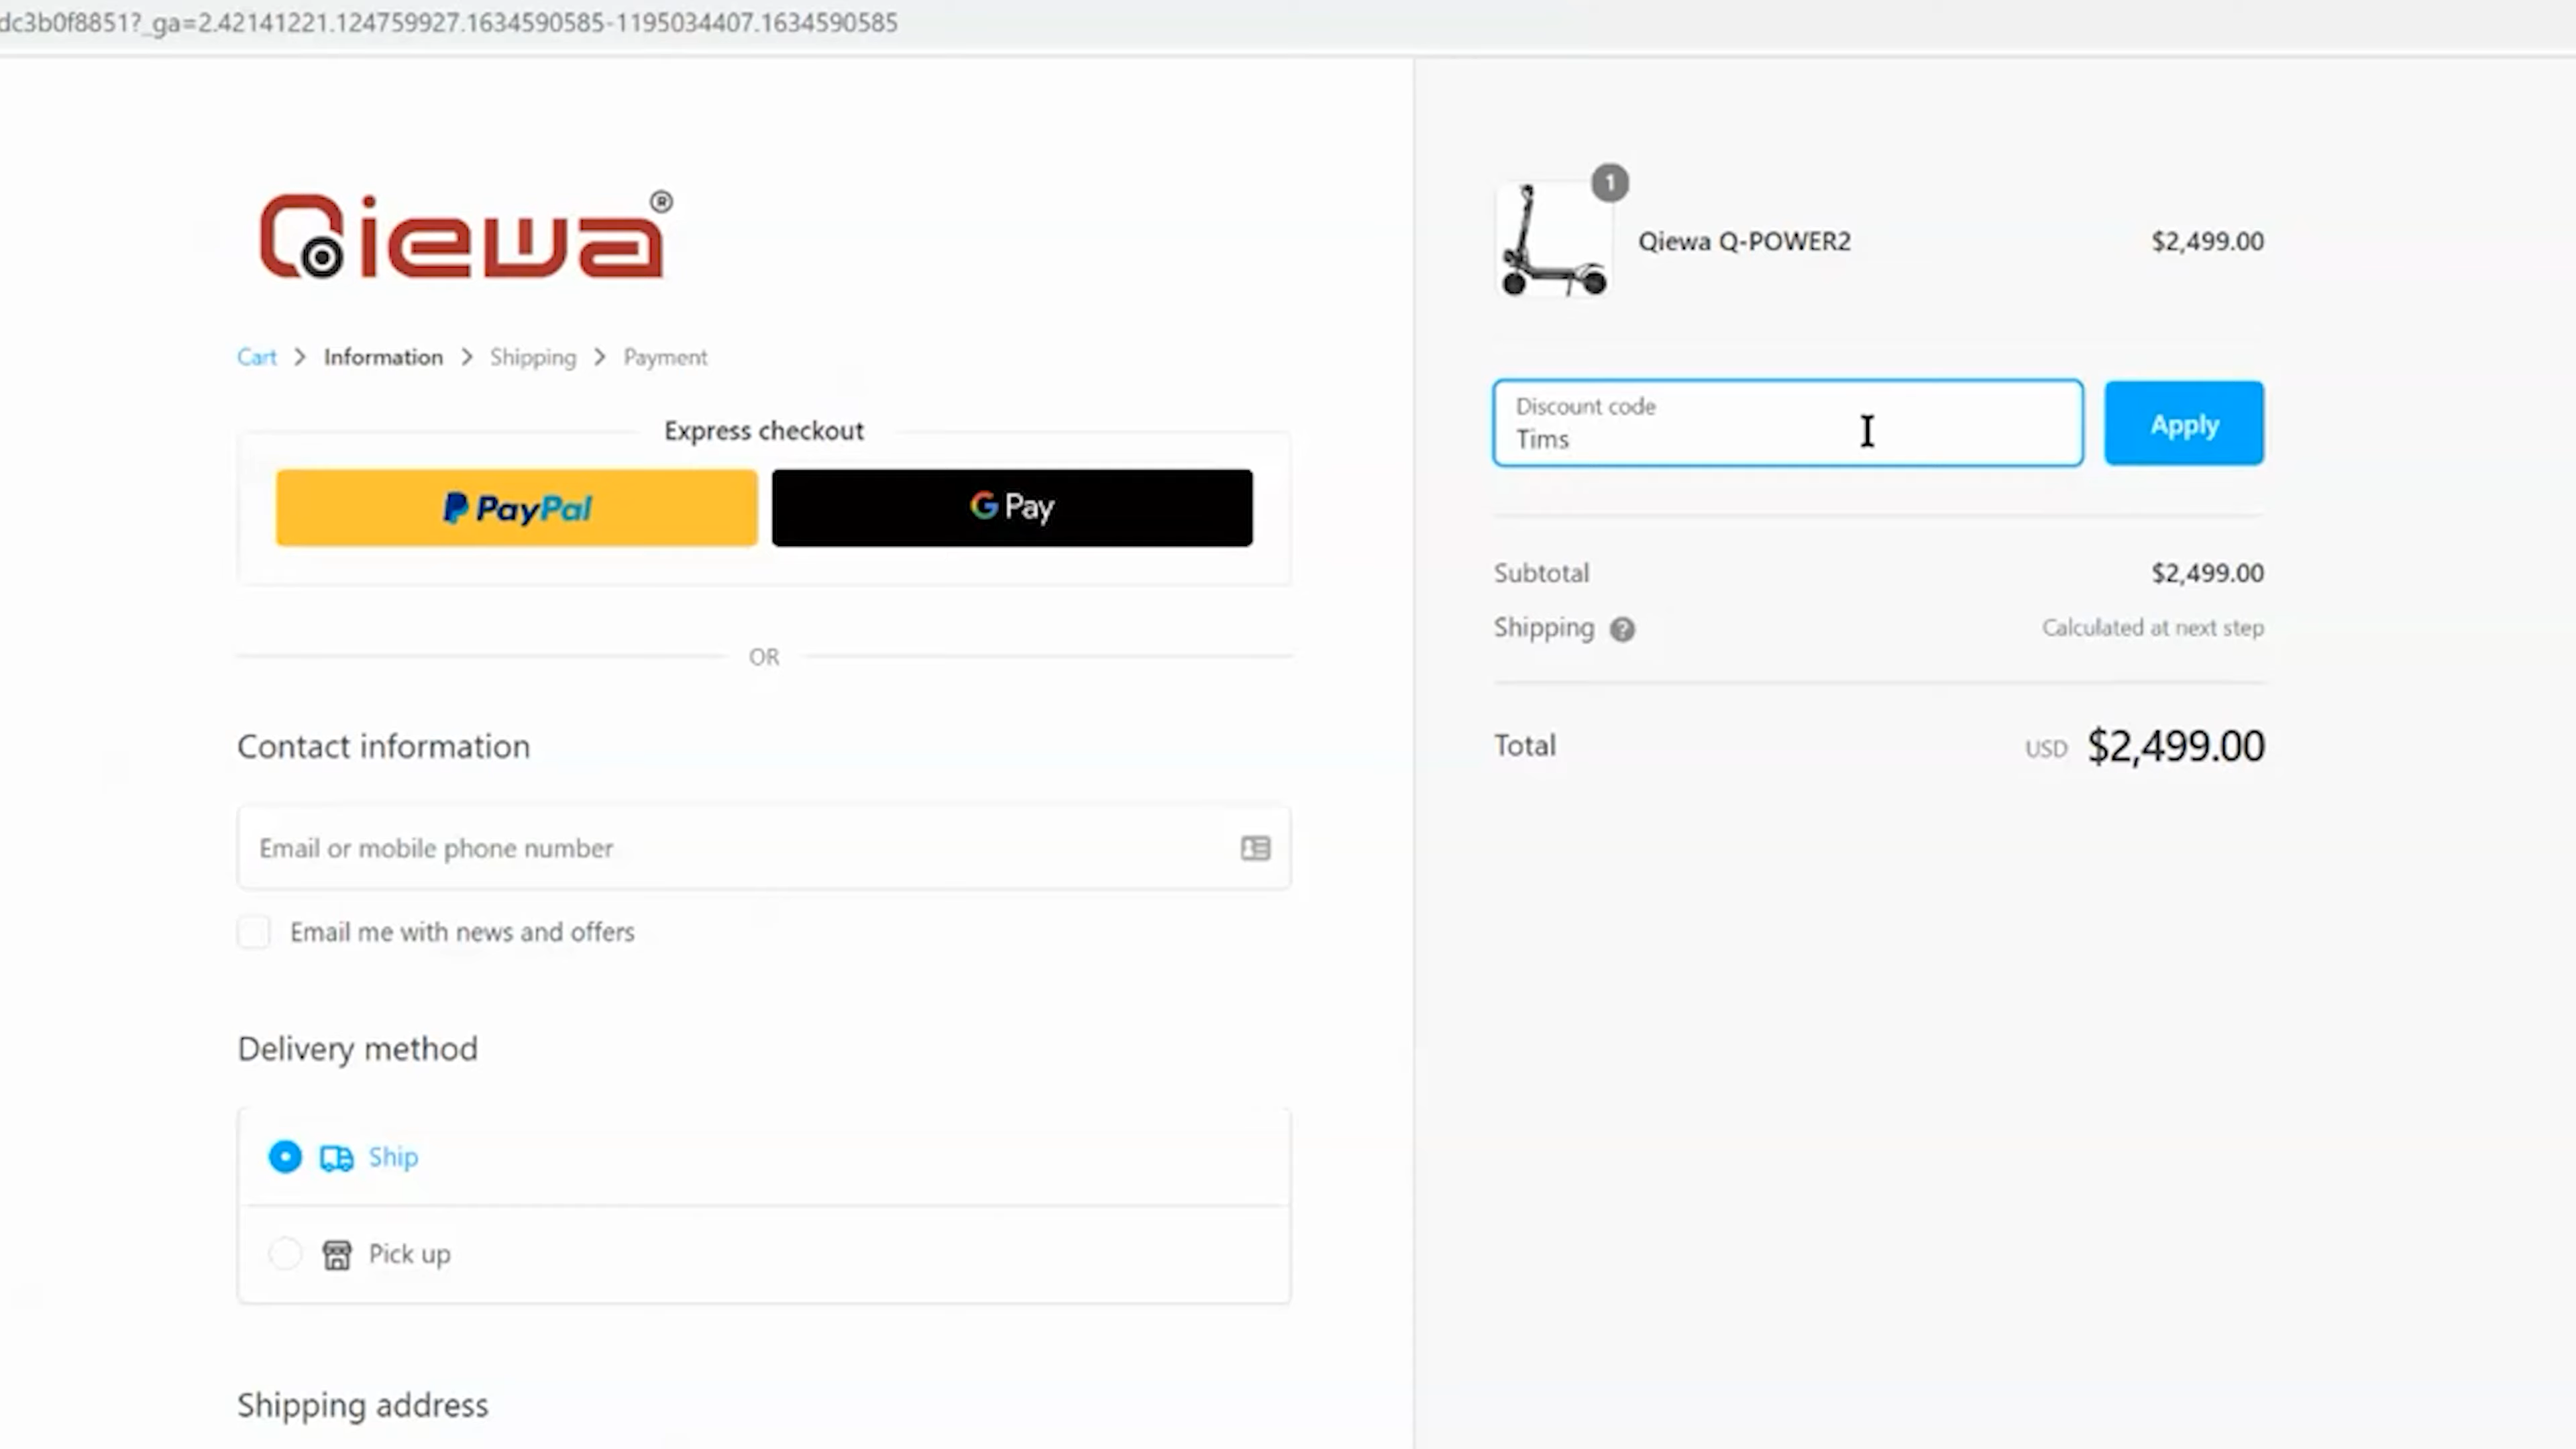 dc3b0f8851?_ga=2.42141221.124759927.1634590585-1195034407.1634590585
Qiewa®
Cart > Information > Shipping > Payment
Express checkout
PayPal
G Pay
OR
Contact information
Email or mobile phone number
Email me with news and offers
Delivery method
Ship
Pick up
Shipping address
1
Qiewa Q-POWER2 $2,499.00
Discount code
Tims
Apply
Subtotal $2,499.00
Shipping ? Calculated at next step
Total USD $2,499.00